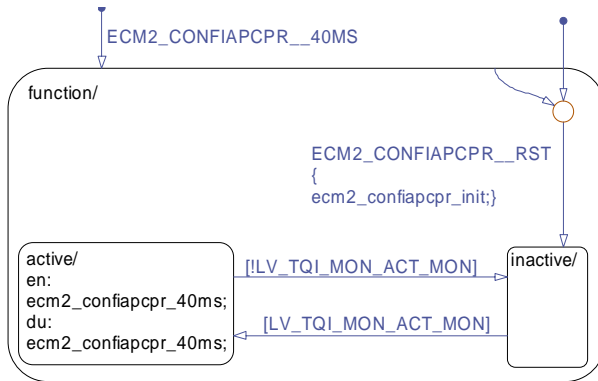 ECM2_CONFIAPCPR__40MS
function/
ECM2_CONFIAPCPR__RST
{
ecm2_confiapcpr_init;}
active/
en:
ecm2_confiapcpr_40ms;
du:
ecm2_confiapcpr_40ms;
[!LV_TQI_MON_ACT_MON]
[LV_TQI_MON_ACT_MON]
inactive/